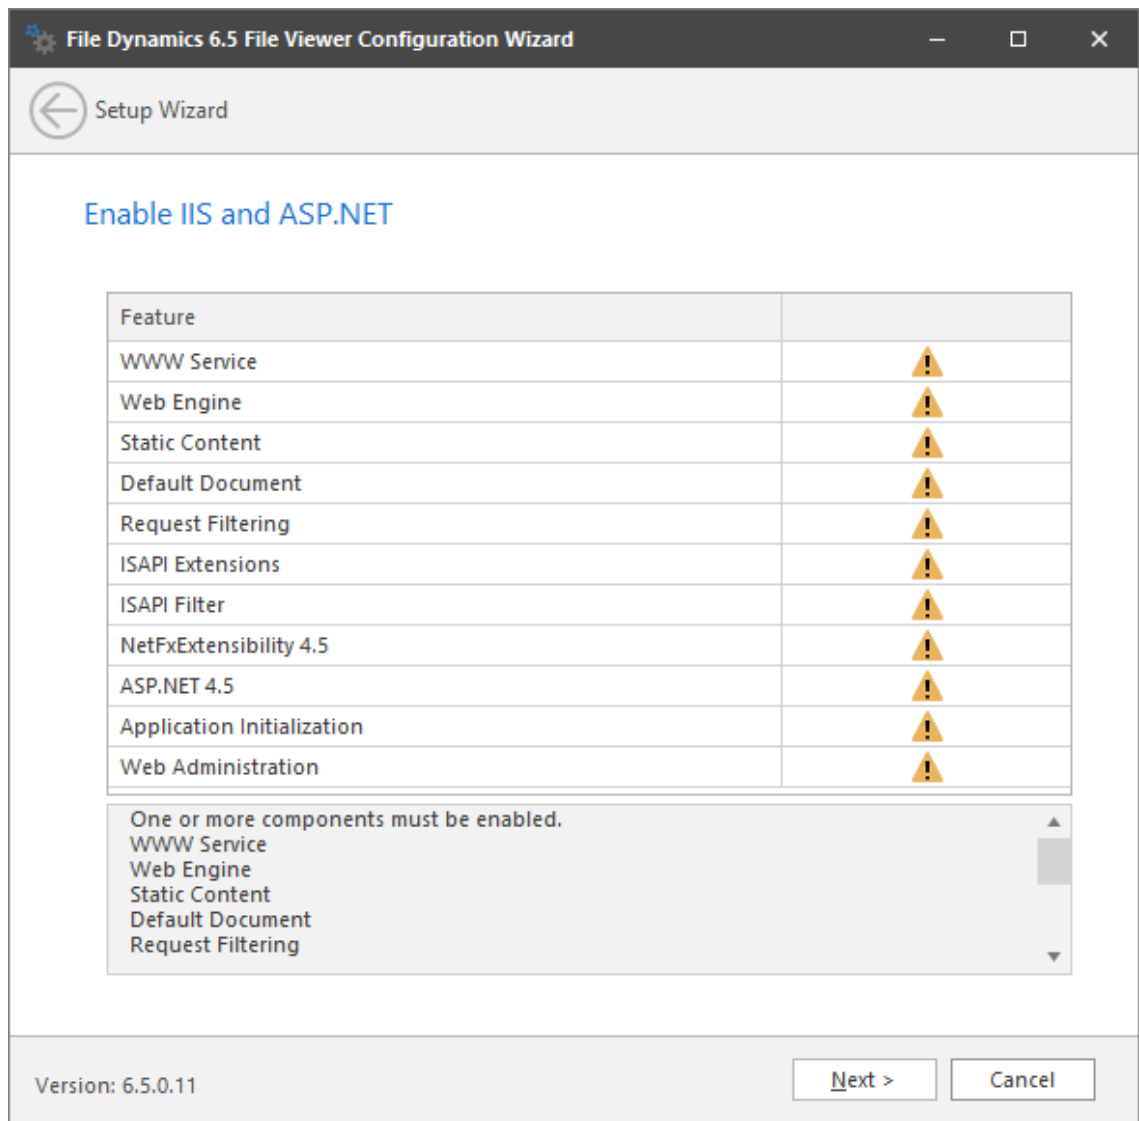 File Dynamics 6.5 File Viewer Configuration Wizard
Setup Wizard
Enable IIS and ASP.NET
Feature
WWW Service
Web Engine
Static Content
Default Document
Request Filtering
ISAPI Extensions
ISAPI Filter
NetFxExtensibility 4.5
ASP.NET 4.5
Application Initialization
Web Administration
One or more components must be enabled.
WWW Service
Web Engine
Static Content
Default Document
Request Filtering
Version: 6.5.0.11
Next >
Cancel